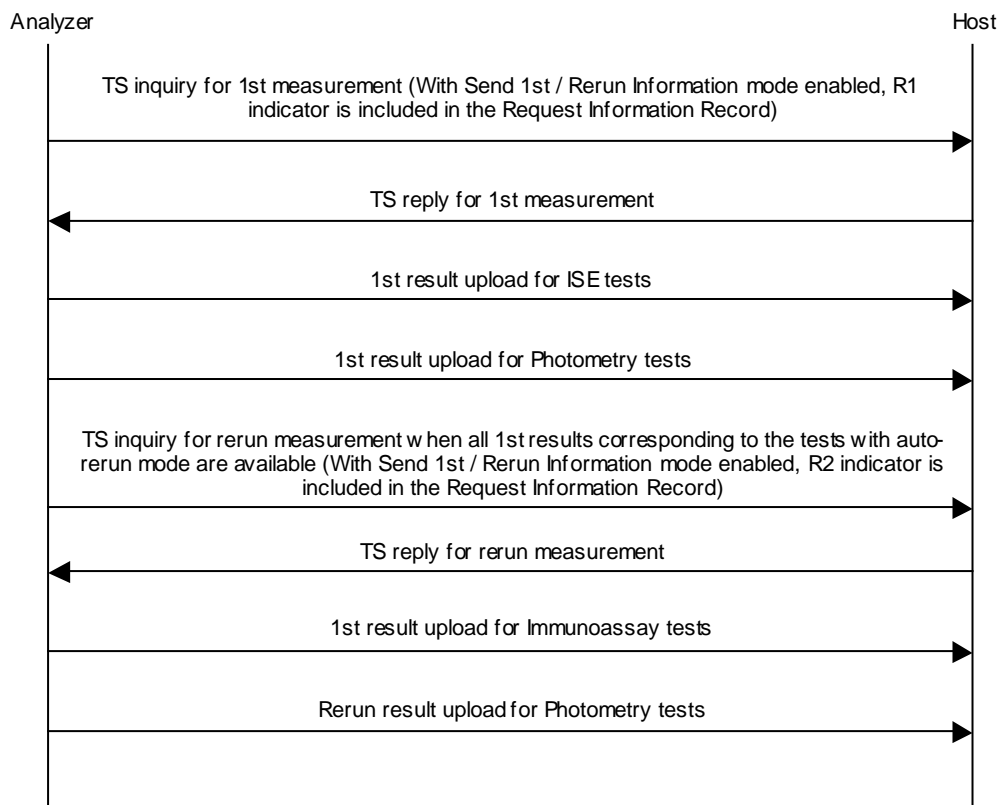 Analyzer
Host
TS inquiry for 1st measurement (With Send 1st / Rerun Information mode enabled, R1
indicator is included in the Request Information Record)
TS reply for 1st measurement
1st result upload for ISE tests
1st result upload for Photometry tests
TS inquiry for rerun measurement when all 1st results corresponding to the tests with auto-
rerun mode are available (With Send 1st / Rerun Information mode enabled, R2 indicator is
included in the Request Information Record)
TS reply for rerun measurement
1st result upload for Immunoassay tests
Rerun result upload for Photometry tests